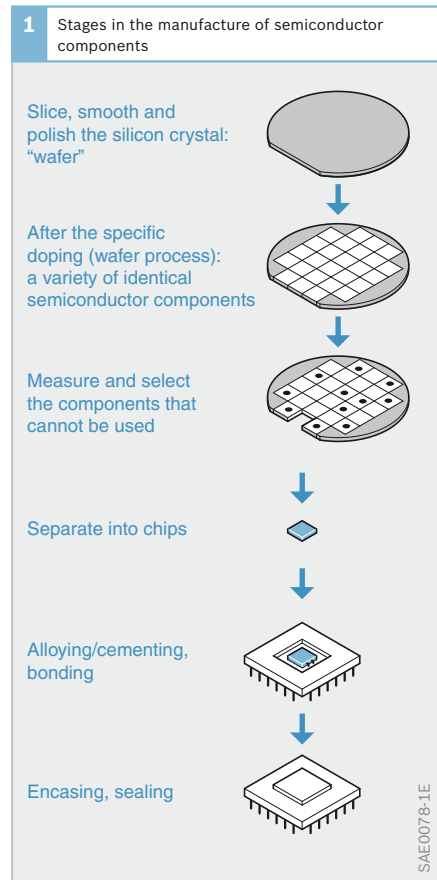 1
Stages in the manufacture of semiconductor
components
Slice, smooth and
polish the silicon crystal:
“wafer”
After the specific
doping (wafer process):
a variety of identical
semiconductor components
Measure and select
the components that
cannot be used
Separate into chips
Alloying/cementing,
bonding
Encasing, sealing
SAE0078-1E